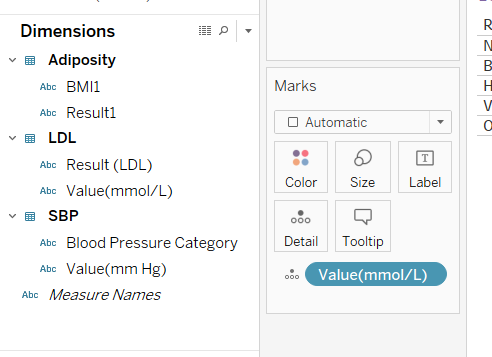 Dimensions
Adiposity
Abc BMI1
Abc Result1
LDL
Abc Result (LDL)
Abc Value(mmol/L)
SBP
Abc Blood Pressure Category
Abc Value(mm Hg)
Abc Measure Names
Marks
Automatic
Color Size Label
Detail Tooltip
Value(mmol/L)
R
N
B
H
V
O